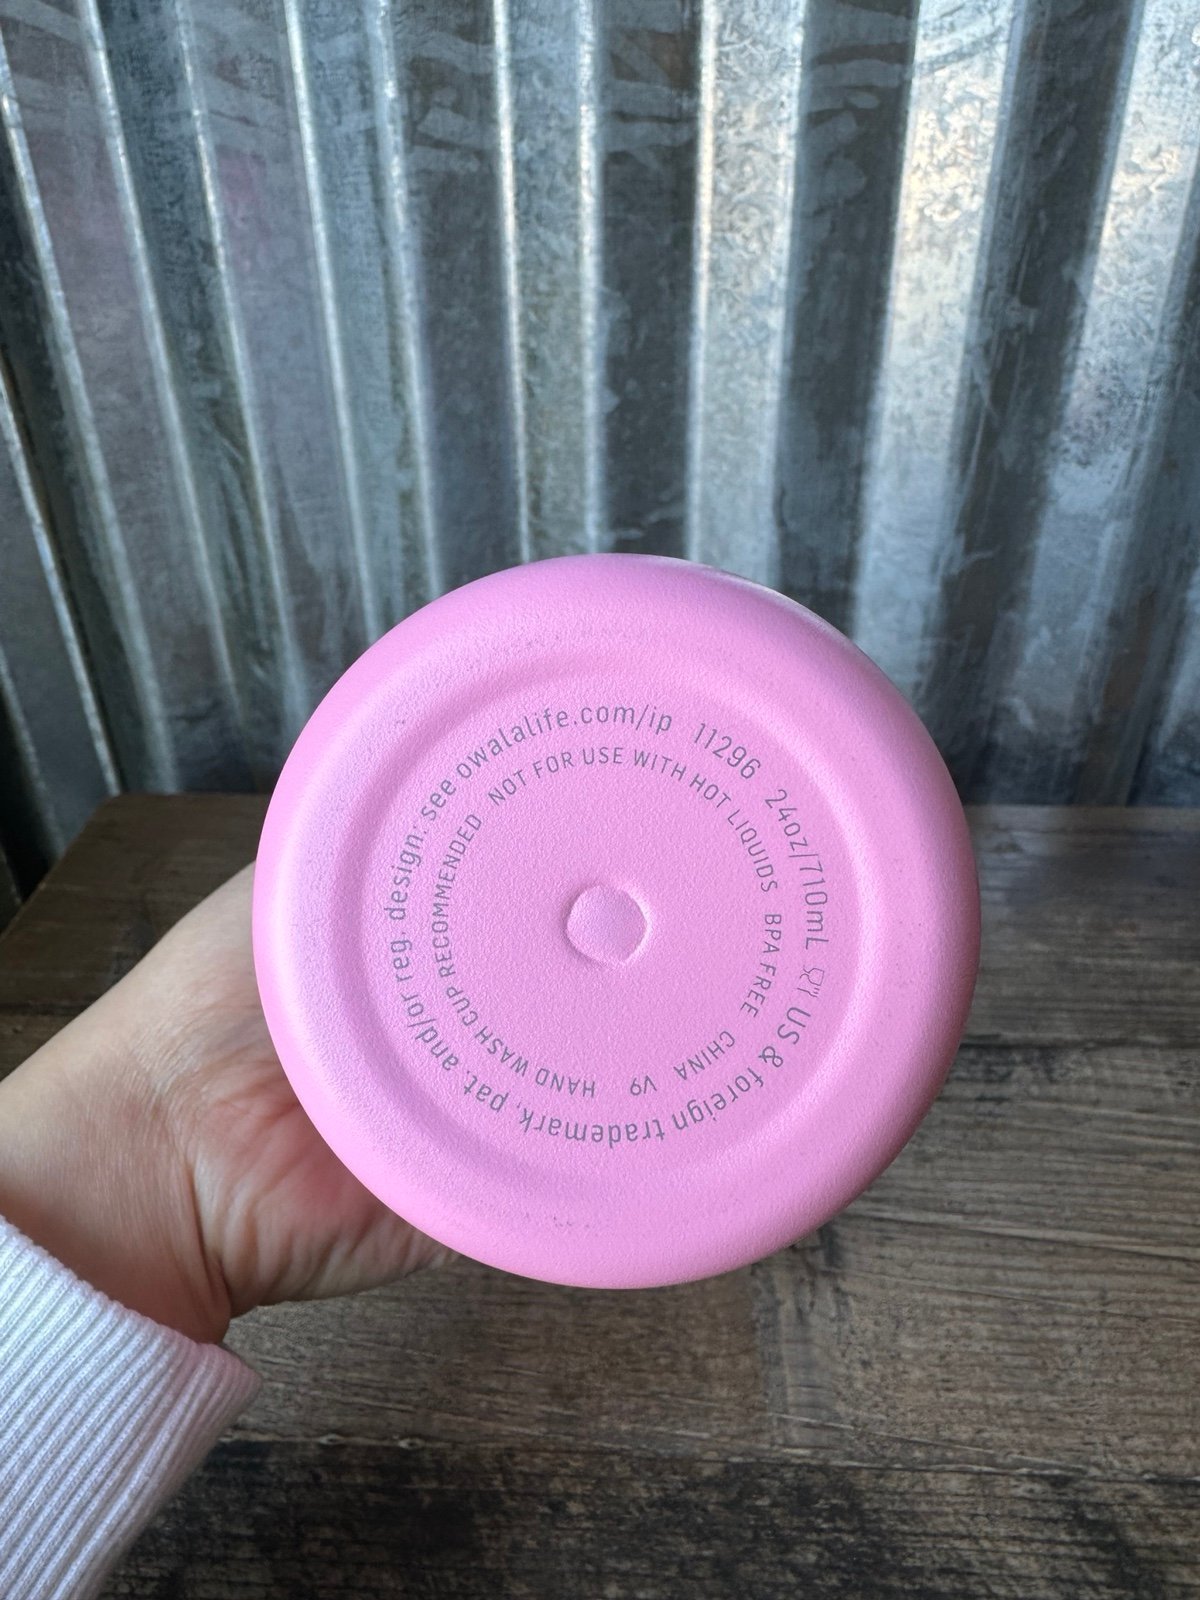 US & foreign trademark, pat. and/or reg. design: see owalalife.com/ip 11296 24oz/710mL
HAND WASH CUP RECOMMENDED NOT FOR USE WITH HOT LIQUIDS BPA FREE CHINA V9